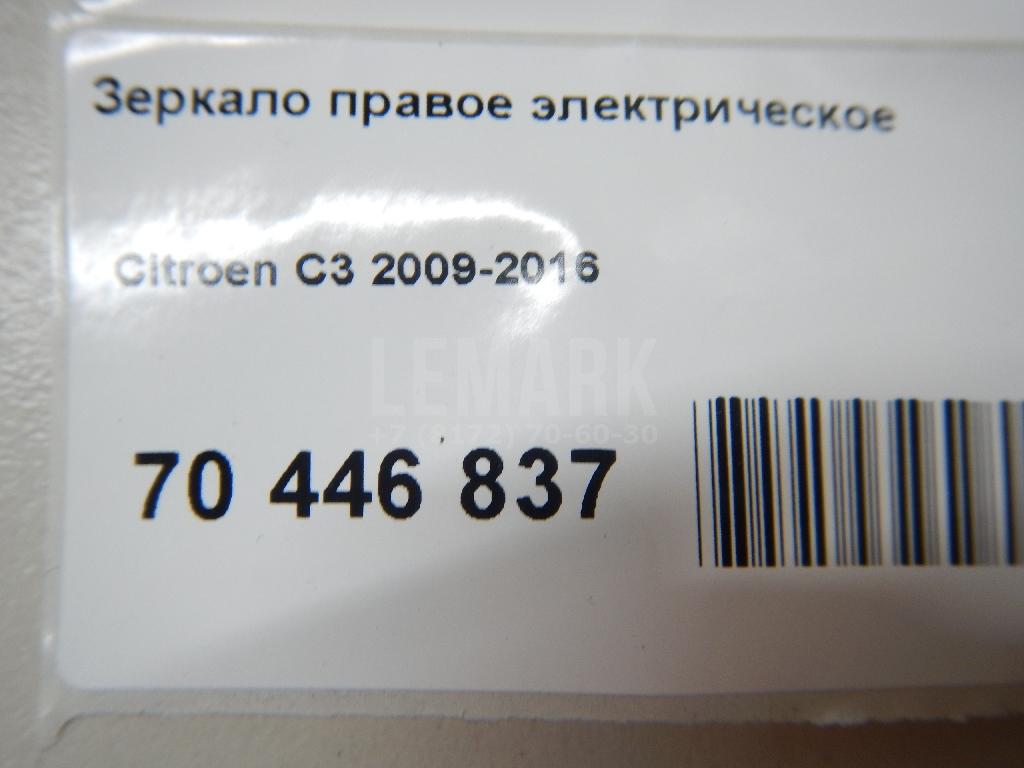 Зеркало правое электрическое
Citroen C3 2009-2016
LEMARK
+7 (8172) 70-60-30
70 446 837